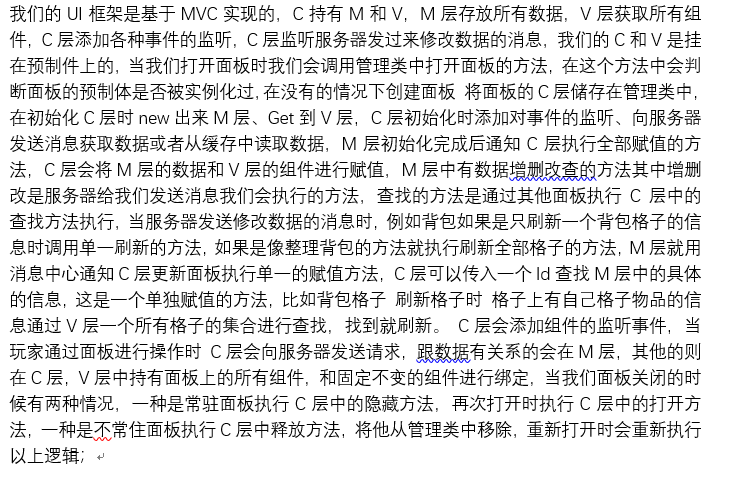 我们的 UI 框架是基于 MVC 实现的，C 持有 M 和 V，M 层存放所有数据，V 层获取所有组
件，C 层添加各种事件的监听，C 层监听服务器发过来修改数据的消息，我们的 C 和 V 是挂
在预制件上的，当我们打开面板时我们会调用管理类中打开面板的方法，在这个方法中会判
断面板的预制体是否被实例化过，在没有的情况下创建面板 将面板的 C 层储存在管理类中，
在初始化 C 层时 new 出来 M 层、Get 到 V 层，C 层初始化时添加对事件的监听、向服务器
发送消息获取数据或者从缓存中读取数据，M 层初始化完成后通知 C 层执行全部赋值的方
法，C 层会将 M 层的数据和 V 层的组件进行赋值，M 层中有数据增删改查的方法其中增删
改是服务器给我们发送消息我们会执行的方法，查找的方法是通过其他面板执行 C 层中的
查找方法执行，当服务器发送修改数据的消息时，例如背包如果是只刷新一个背包格子的信
息时调用单一刷新的方法，如果是像整理背包的方法就执行刷新全部格子的方法，M 层就用
消息中心通知 C 层更新面板执行单一的赋值方法，C 层可以传入一个 Id 查找 M 层中的具体
的信息，这是一个单独赋值的方法，比如背包格子 刷新格子时 格子上有自己格子物品的信
息通过 V 层一个所有格子的集合进行查找，找到就刷新。 C 层会添加组件的监听事件，当
玩家通过面板进行操作时 C 层会向服务器发送请求，跟数据有关系的会在 M 层，其他的则
在 C 层，V 层中持有面板上的所有组件，和固定不变的组件进行绑定，当我们面板关闭的时
候有两种情况，一种是常驻面板执行 C 层中的隐藏方法，再次打开时执行 C 层中的打开方
法，一种是不常住面板执行 C 层中释放方法，将他从管理类中移除，重新打开时会重新执行
以上逻辑；